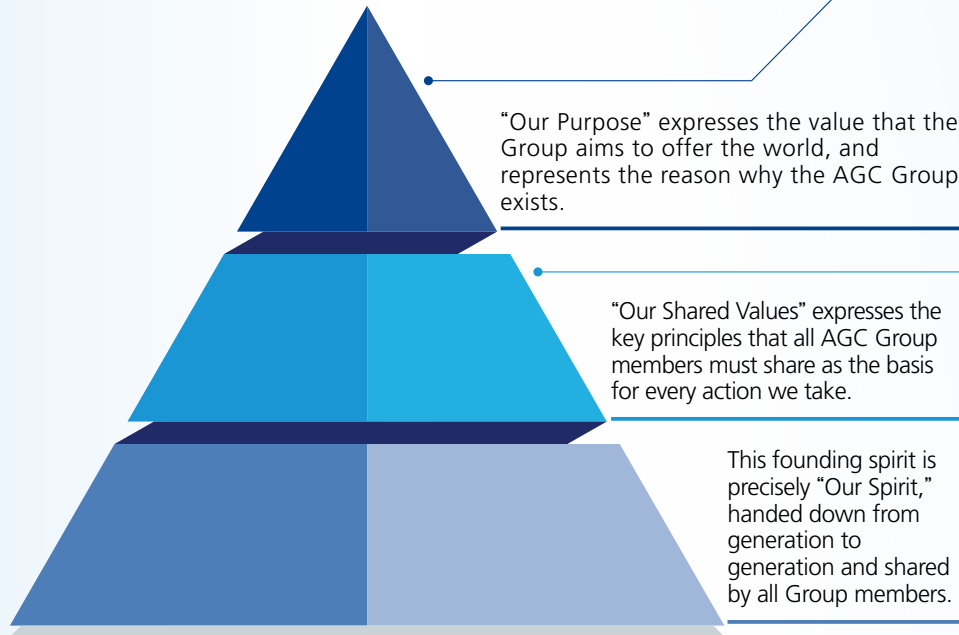 “Our Purpose” expresses the value that the
Group aims to offer the world, and
represents the reason why the AGC Group
exists.
“Our Shared Values” expresses the
key principles that all AGC Group
members must share as the basis
for every action we take.
This founding spirit is
precisely “Our Spirit,”
handed down from
generation to
generation and shared
by all Group members.